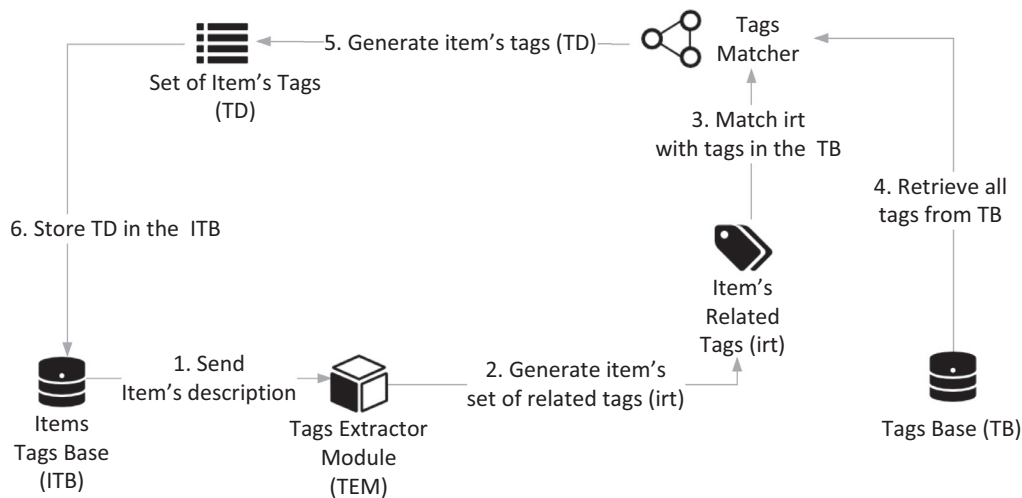 5. Generate item's tags (TD)
Tags
Matcher
Set of Item's Tags
(TD)
3. Match irt
with tags in the TB
4. Retrieve all
tags from TB
6. Store TD in the ITB
Item's
Related
Tags (irt)
1. Send
Item's description
2. Generate item's
set of related tags (irt)
Items
Tags Base
(ITB)
Tags Extractor
Module
(TEM)
Tags Base (TB)